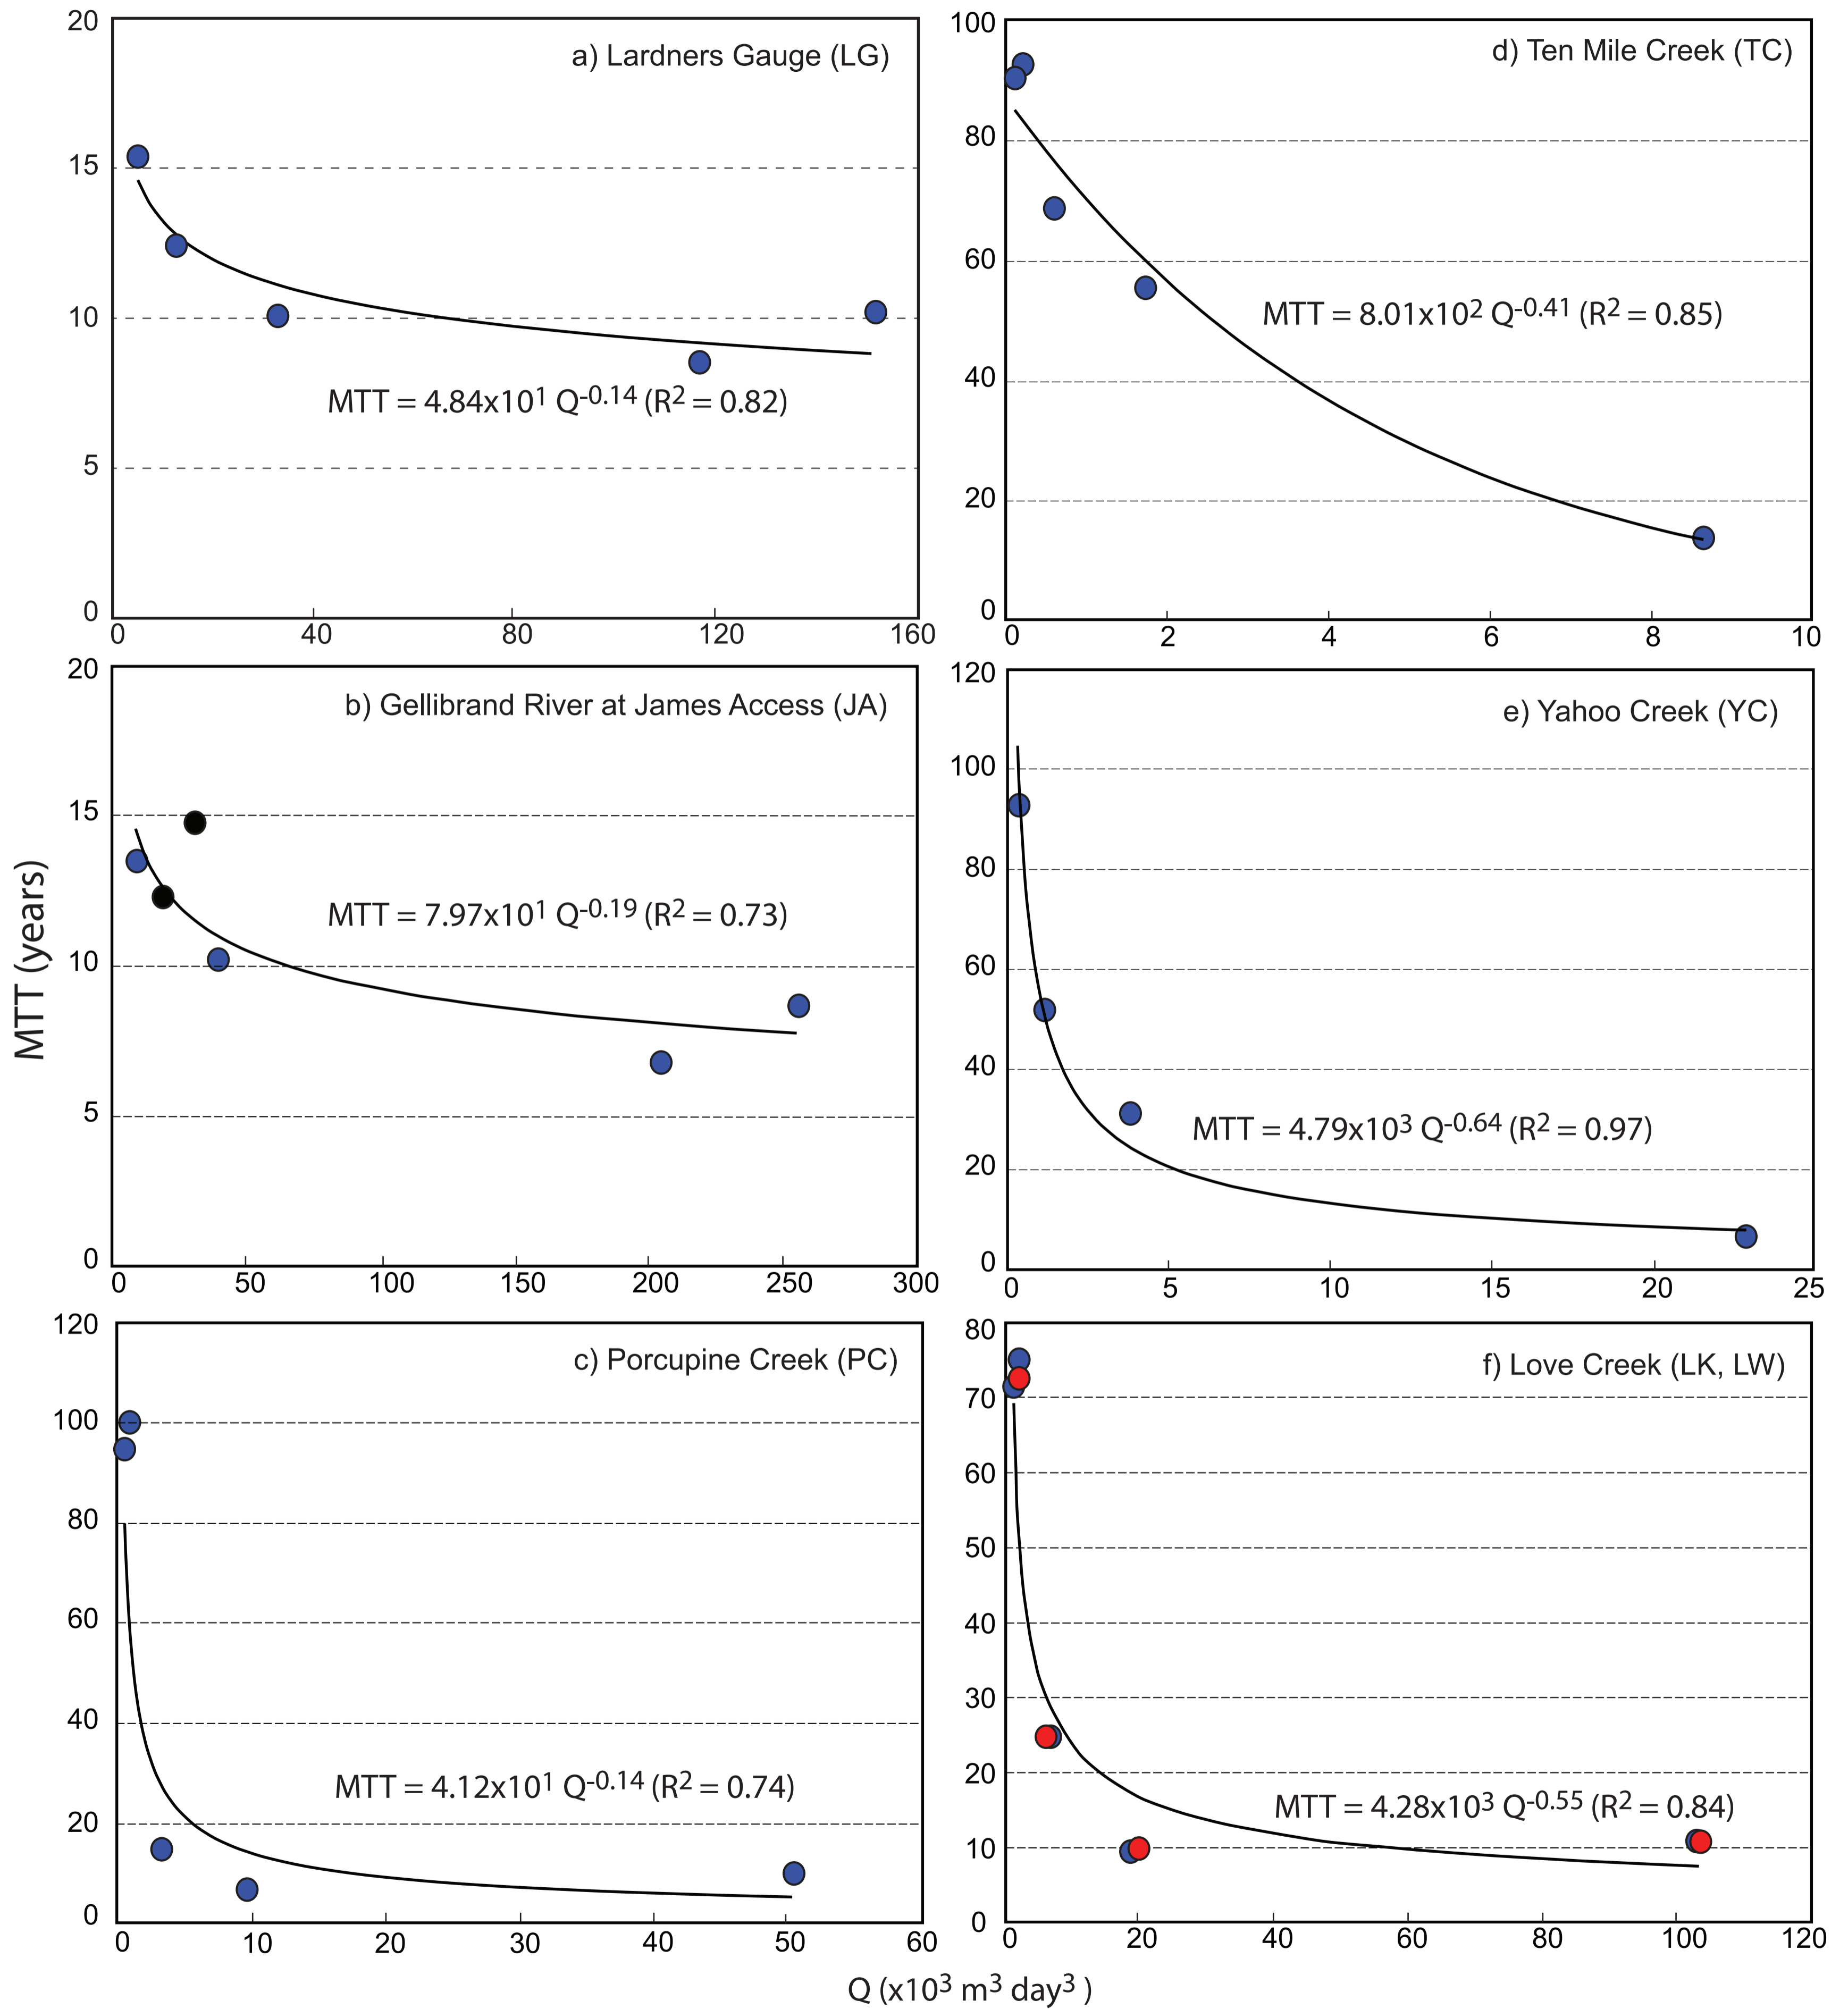 a) Lardners Gauge (LG)
20
15
10
5
0
MTT = 4.84x10¹ Q⁻⁰·¹⁴ (R² = 0.82)
0 40 80 120 160
d) Ten Mile Creek (TC)
100
80
60
40
20
0
MTT = 8.01x10² Q⁻⁰·⁴¹ (R² = 0.85)
0 2 4 6 8 10
b) Gellibrand River at James Access (JA)
20
15
10
5
0
MTT = 7.97x10¹ Q⁻⁰·¹⁹ (R² = 0.73)
0 50 100 150 200 250 300
e) Yahoo Creek (YC)
120
100
80
60
40
20
0
MTT = 4.79x10³ Q⁻⁰·⁶⁴ (R² = 0.97)
0 5 10 15 20 25
c) Porcupine Creek (PC)
120
100
80
60
40
20
0
MTT = 4.12x10¹ Q⁻⁰·¹⁴ (R² = 0.74)
0 10 20 30 40 50 60
f) Love Creek (LK, LW)
80
70
60
50
40
30
20
10
0
MTT = 4.28x10³ Q⁻⁰·⁵⁵ (R² = 0.84)
0 20 40 60 80 100 120
MTT (years)
Q (x10³ m³ day³ )